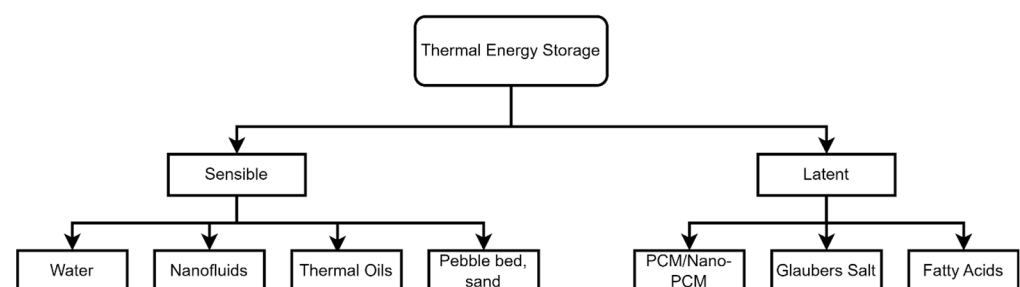 Thermal Energy Storage
Sensible
Latent
Water
Nanofluids
Thermal Oils
Pebble bed,
sand
PCM/Nano-
PCM
Glaubers Salt
Fatty Acids